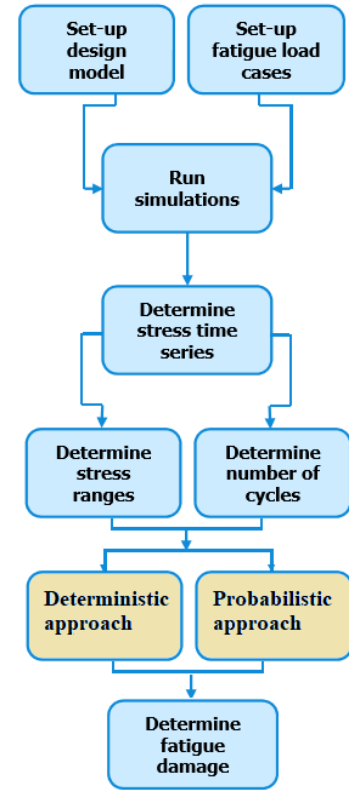 Set-up
design
model
Set-up
fatigue load
cases
Run
simulations
Determine
stress time
series
Determine
stress
ranges
Determine
number of
cycles
Deterministic
approach
Probabilistic
approach
Determine
fatigue
damage